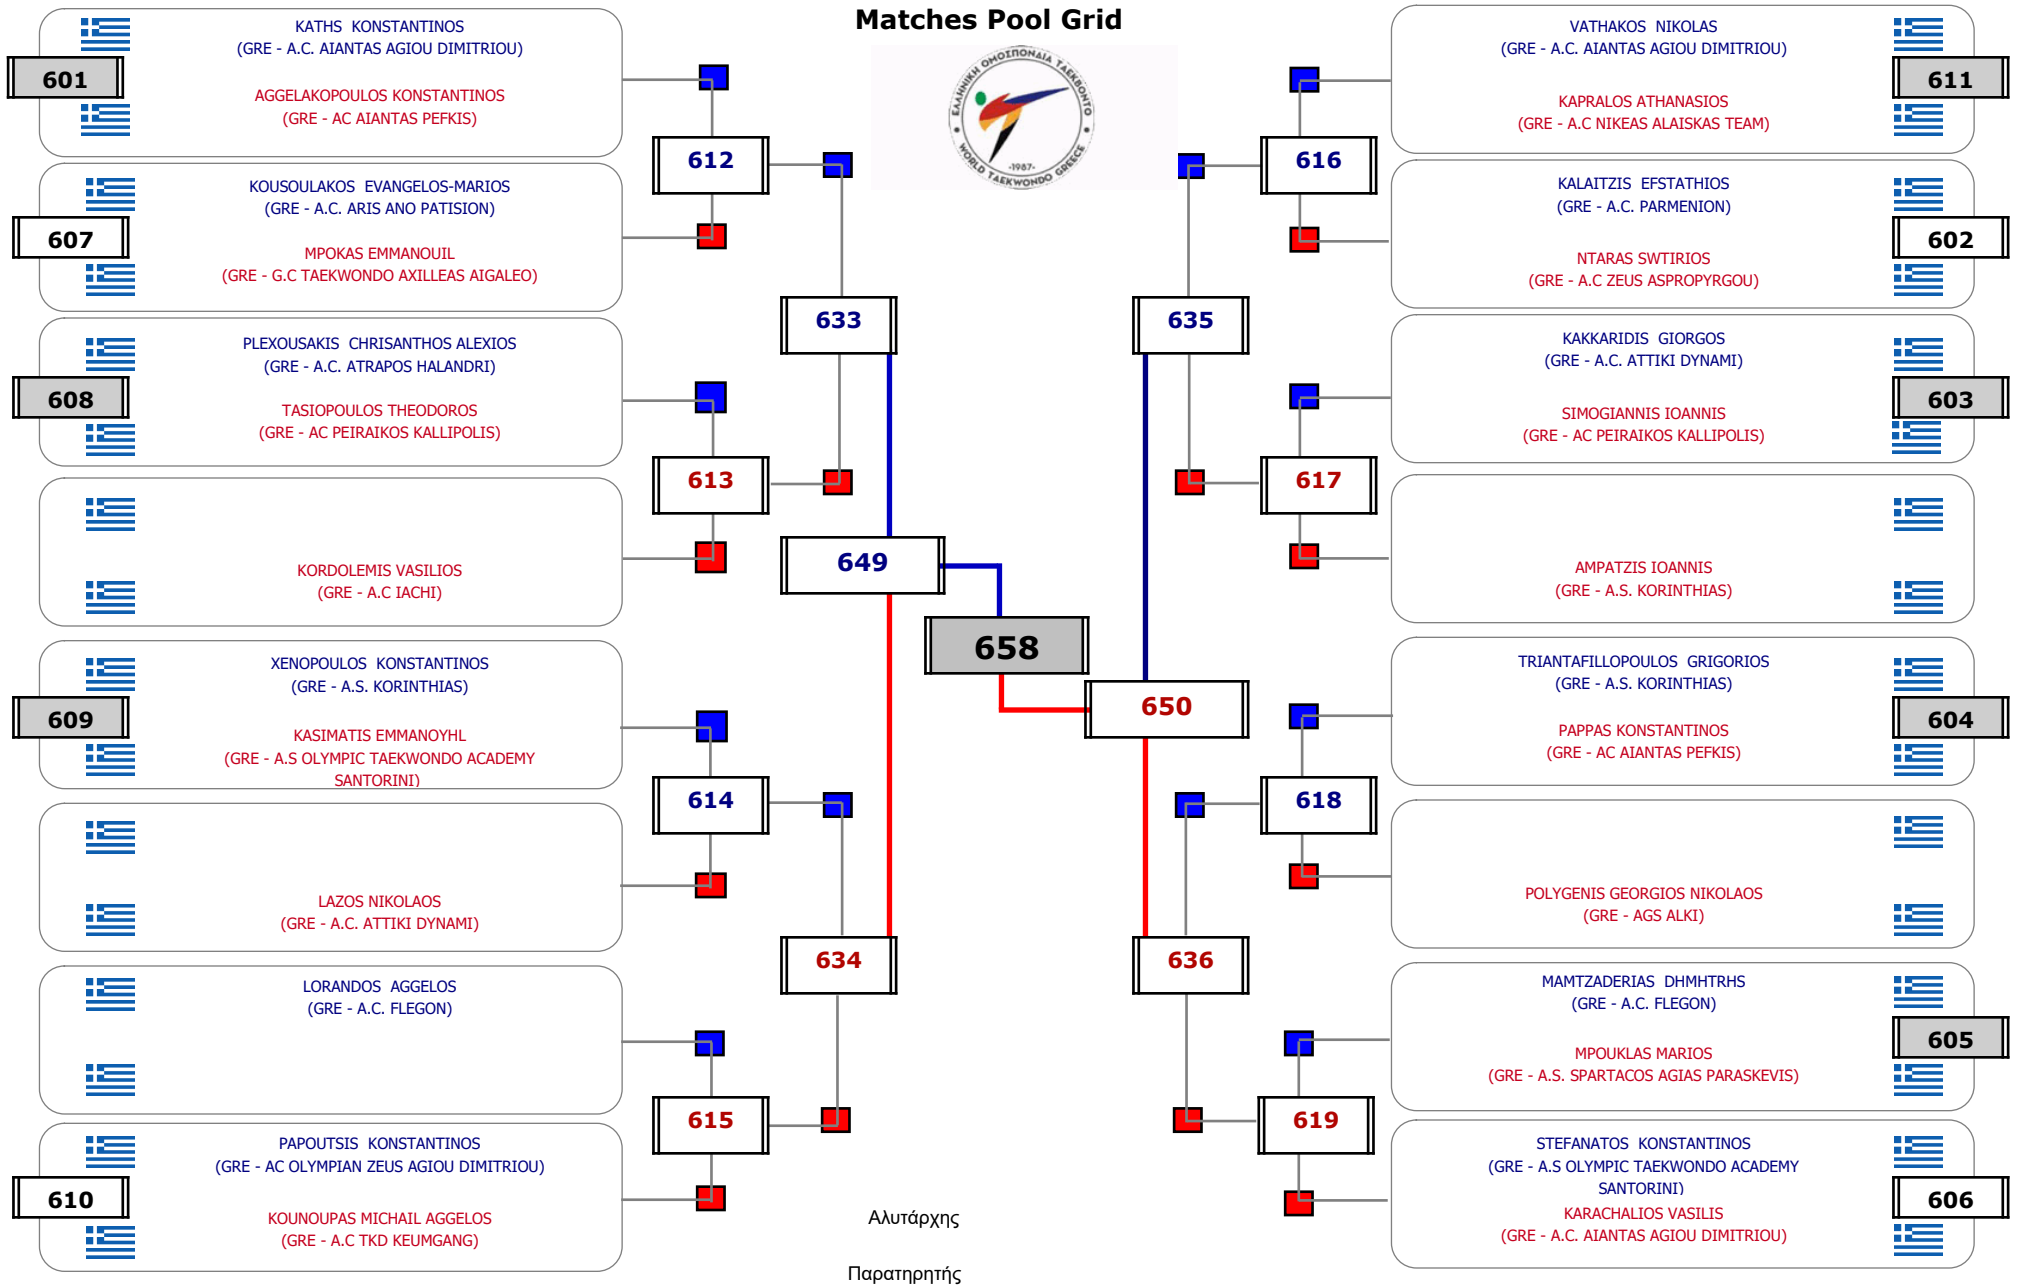 Matches Pool Grid
ΕΛΛΗΝΙΚΗ ΟΜΟΣΠΟΝΔΙΑ ΤΑΕΚΒΟΝΤΟ
-1987-
WORLD TAEKWONDO GREECE
KATHS KONSTANTINOS
(GRE - A.C. AIANTAS AGIOU DIMITRIOU)
601
AGGELAKOPOULOS KONSTANTINOS
(GRE - AC AIANTAS PEFKIS)
KOUSOULAKOS EVANGELOS-MARIOS
(GRE - A.C. ARIS ANO PATISION)
607
MPOKAS EMMANOUIL
(GRE - G.C TAEKWONDO AXILLEAS AIGALEO)
PLEXOUSAKIS CHRISANTHOS ALEXIOS
(GRE - A.C. ATRAPOS HALANDRI)
608
TASIOPOULOS THEODOROS
(GRE - AC PEIRAIKOS KALLIPOLIS)
KORDOLEMIS VASILIOS
(GRE - A.C IACHI)
XENOPOULOS KONSTANTINOS
(GRE - A.S. KORINTHIAS)
609
KASIMATIS EMMANOYHL
(GRE - A.S OLYMPIC TAEKWONDO ACADEMY
SANTORINI)
LAZOS NIKOLAOS
(GRE - A.C. ATTIKI DYNAMI)
LORANDOS AGGELOS
(GRE - A.C. FLEGON)
PAPOUTSIS KONSTANTINOS
(GRE - AC OLYMPIAN ZEUS AGIOU DIMITRIOU)
610
KOUNOUPAS MICHAIL AGGELOS
(GRE - A.C TKD KEUMGANG)
612
613
614
615
633
634
649
658
650
635
636
616
617
618
619
VATHAKOS NIKOLAS
(GRE - A.C. AIANTAS AGIOU DIMITRIOU)
611
KAPRALOS ATHANASIOS
(GRE - A.C NIKEAS ALAISKAS TEAM)
KALAITZIS EFSTATHIOS
(GRE - A.C. PARMENION)
602
NTARAS SWTIRIOS
(GRE - A.C ZEUS ASPROPYRGOU)
KAKKARIDIS GIORGOS
(GRE - A.C. ATTIKI DYNAMI)
603
SIMOGIANNIS IOANNIS
(GRE - AC PEIRAIKOS KALLIPOLIS)
AMPATZIS IOANNIS
(GRE - A.S. KORINTHIAS)
TRIANTAFILLOPOULOS GRIGORIOS
(GRE - A.S. KORINTHIAS)
604
PAPPAS KONSTANTINOS
(GRE - AC AIANTAS PEFKIS)
POLYGENIS GEORGIOS NIKOLAOS
(GRE - AGS ALKI)
MAMTZADERIAS DHMHTRHS
(GRE - A.C. FLEGON)
605
MPOUKLAS MARIOS
(GRE - A.S. SPARTACOS AGIAS PARASKEVIS)
STEFANATOS KONSTANTINOS
(GRE - A.S OLYMPIC TAEKWONDO ACADEMY
SANTORINI)
606
KARACHALIOS VASILIS
(GRE - A.C. AIANTAS AGIOU DIMITRIOU)
Αλυτάρχης
Παρατηρητής